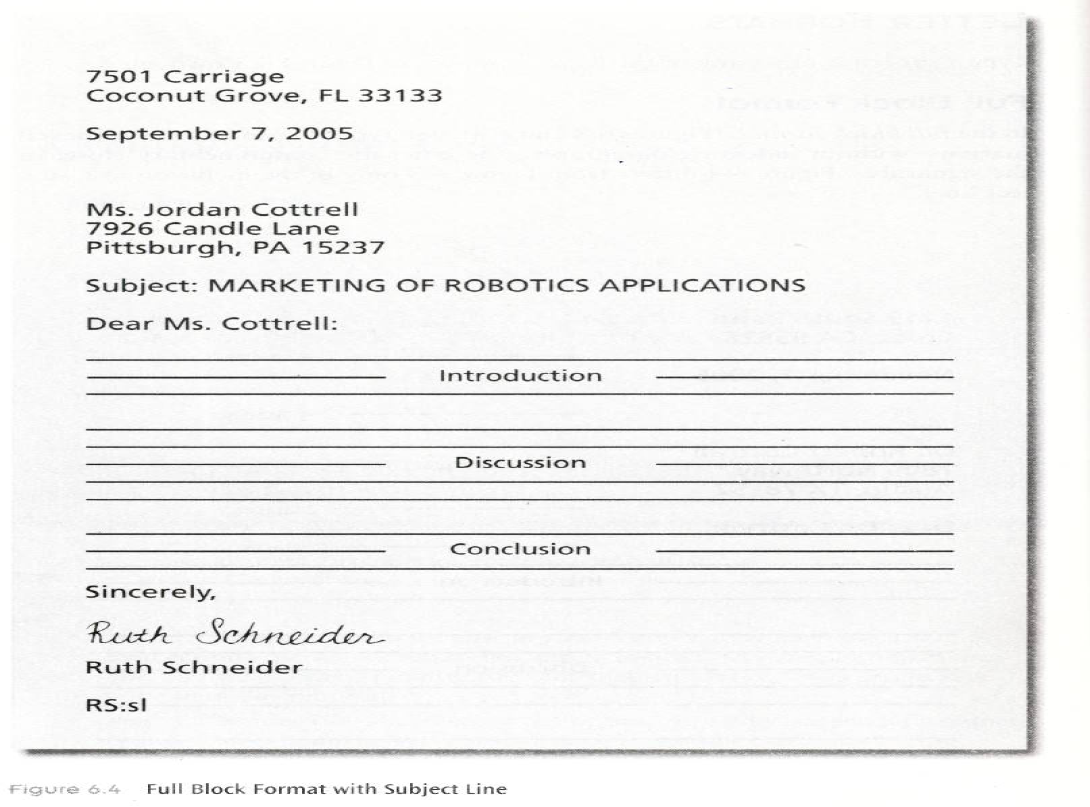 7501 Carriage
Coconut Grove, FL 33133
September 7, 2005
Ms. Jordan Cottrell
7926 Candle Lane
Pittsburgh, PA 15237
Subject: MARKETING OF ROBOTICS APPLICATIONS
Dear Ms. Cottrell:
Introduction
Discussion
Conclusion
Sincerely,
Ruth Schneider
Ruth Schneider
RS:sl
Figure 6.4 Full Block Format with Subject Line